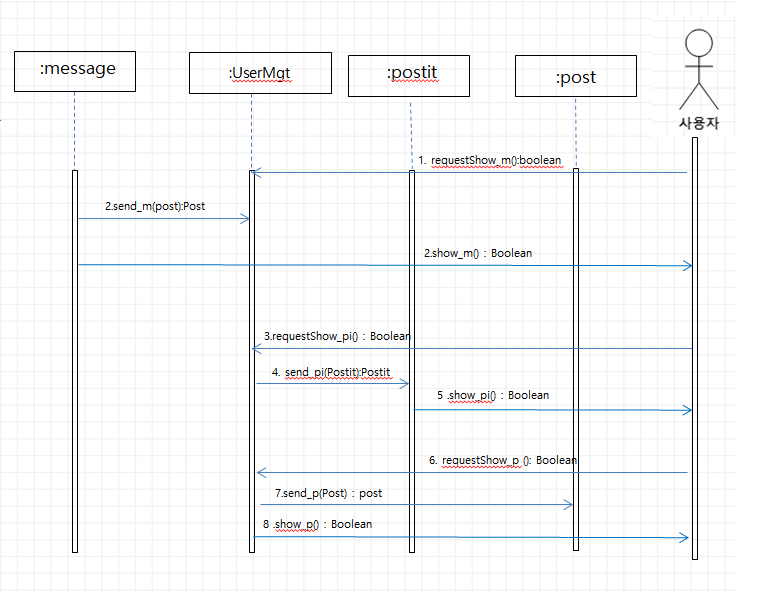 :message
:UserMgt
:postit
:post
사용자
1. requestShow_m():boolean
2.send_m(post):Post
2.show_m() : Boolean
3.requestShow_pi() : Boolean
4. send_pi(Postit):Postit
5 .show_pi() : Boolean
6. requestShow_p (): Boolean
7.send_p(Post) : post
8 .show_p() : Boolean